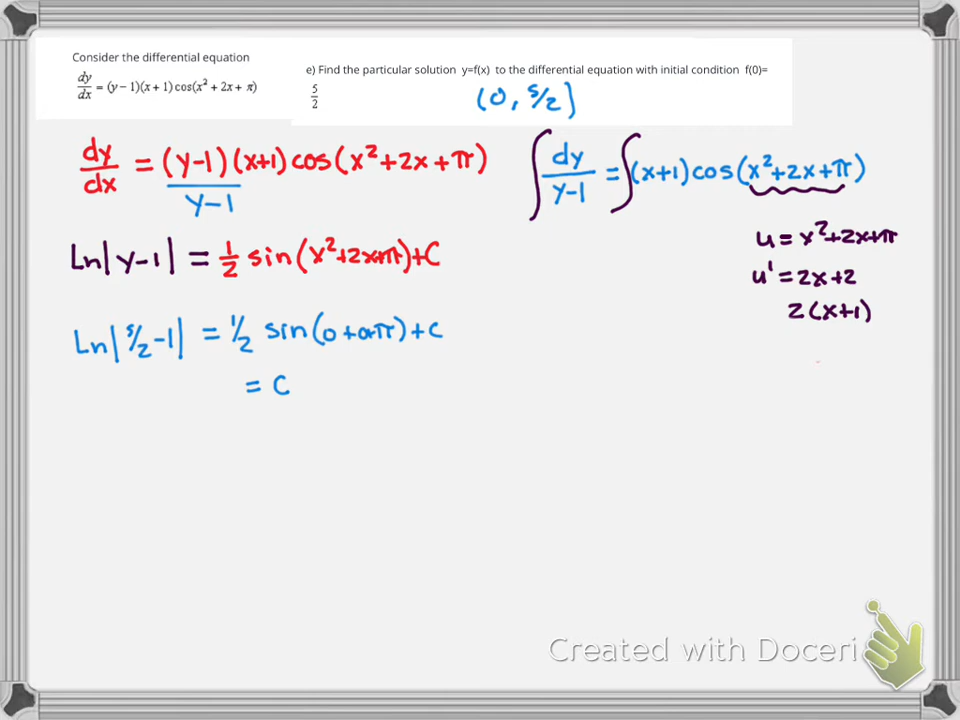 Consider the differential equation
dy/dx = (y − 1)(x + 1) cos(x² + 2x + π)
e) Find the particular solution y=f(x) to the differential equation with initial condition f(0)=
5/2
(0, 5/2)
dy/dx = (y-1)(x+1)cos(x²+2x+π)
y-1
∫ dy/y-1 = ∫(x+1)cos(x²+2x+π)
u = x²+2x+π
u' = 2x+2
2(x+1)
Ln|y-1| = 1/2 sin(x²+2x+π)+C
Ln|5/2-1| = 1/2 sin(0+0+π)+C
= C
Created with Doceri